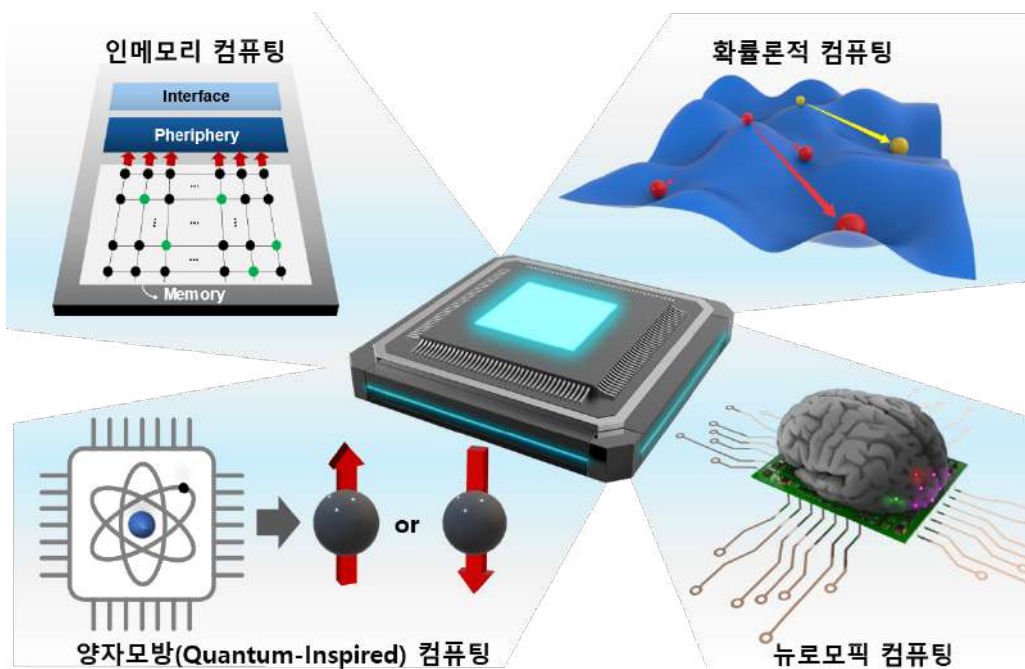 인메모리 컴퓨팅
Interface
Pheriphery
...
...
...
...
...
Memory
확률론적 컴퓨팅
or
양자모방(Quantum-Inspired) 컴퓨팅
뉴로모픽 컴퓨팅